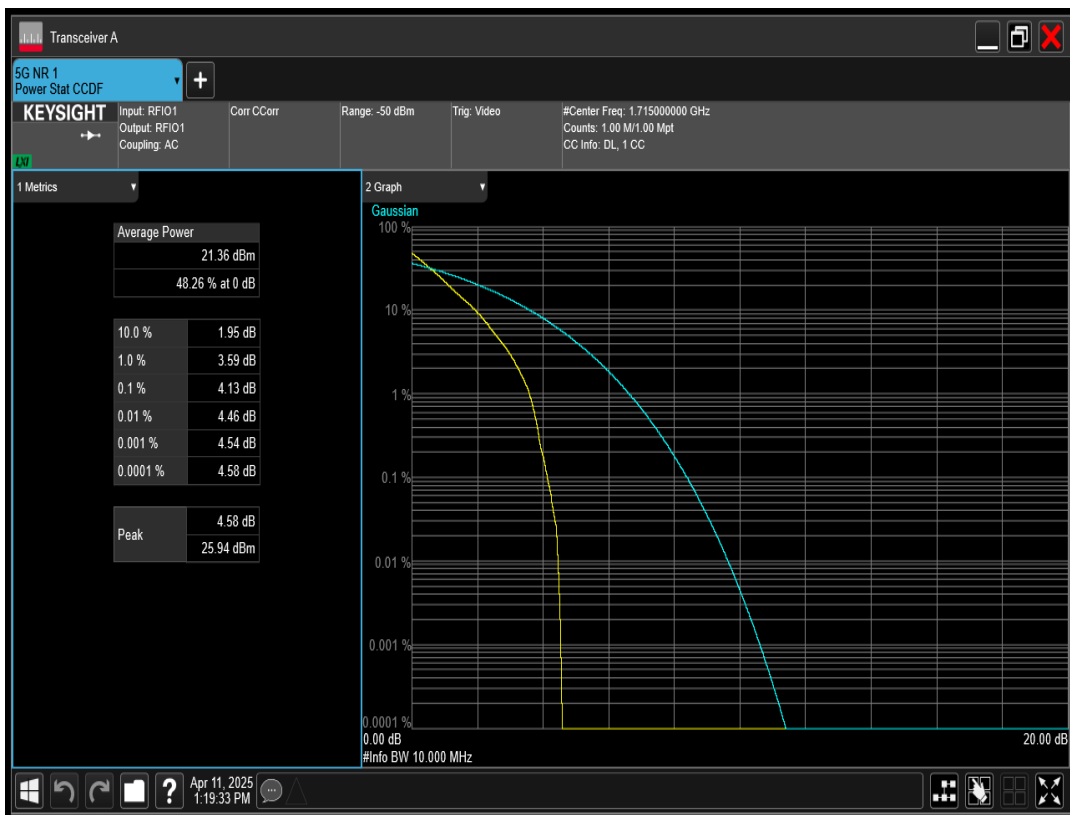 Transceiver A
5G NR 1
Power Stat CCDF
+
KEYSIGHT
LXI
Input: RFIO1
Output: RFIO1
Coupling: AC
Corr CCorr
Range: -50 dBm
Trig: Video
#Center Freq: 1.715000000 GHz
Counts: 1.00 M/1.00 Mpt
CC Info: DL, 1 CC
1 Metrics
Average Power
21.36 dBm
48.26 % at 0 dB
10.0 % 1.95 dB
1.0 % 3.59 dB
0.1 % 4.13 dB
0.01 % 4.46 dB
0.001 % 4.54 dB
0.0001 % 4.58 dB
Peak
4.58 dB
25.94 dBm
2 Graph
Gaussian
100 %
10 %
1 %
0.1 %
0.01 %
0.001 %
0.0001 %
0.00 dB 20.00 dB
#Info BW 10.000 MHz
?
Apr 11, 2025
1:19:33 PM